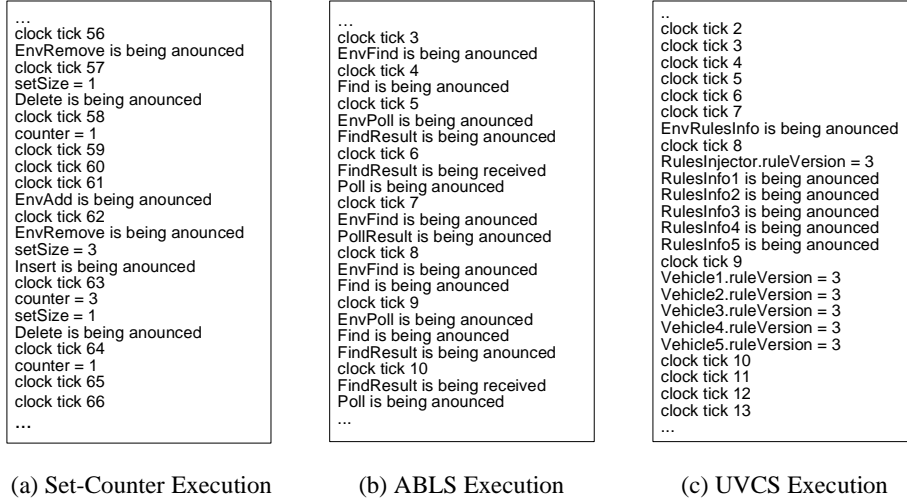 ...
clock tick 56
EnvRemove is being anounced
clock tick 57
setSize = 1
Delete is being anounced
clock tick 58
counter = 1
clock tick 59
clock tick 60
clock tick 61
EnvAdd is being anounced
clock tick 62
EnvRemove is being anounced
setSize = 3
Insert is being anounced
clock tick 63
counter = 3
setSize = 1
Delete is being anounced
clock tick 64
counter = 1
clock tick 65
clock tick 66
...
(a) Set-Counter Execution
...
clock tick 3
EnvFind is being anounced
clock tick 4
Find is being anounced
clock tick 5
EnvPoll is being anounced
FindResult is being anounced
clock tick 6
FindResult is being received
Poll is being anounced
clock tick 7
EnvFind is being anounced
PollResult is being anounced
clock tick 8
EnvFind is being anounced
Find is being anounced
clock tick 9
EnvPoll is being anounced
Find is being anounced
FindResult is being anounced
clock tick 10
FindResult is being received
Poll is being anounced
...
(b) ABLS Execution
..
clock tick 2
clock tick 3
clock tick 4
clock tick 5
clock tick 6
clock tick 7
EnvRulesInfo is being anounced
clock tick 8
RulesInjector.ruleVersion = 3
RulesInfo1 is being anounced
RulesInfo2 is being anounced
RulesInfo3 is being anounced
RulesInfo4 is being anounced
RulesInfo5 is being anounced
clock tick 9
Vehicle1.ruleVersion = 3
Vehicle2.ruleVersion = 3
Vehicle3.ruleVersion = 3
Vehicle4.ruleVersion = 3
Vehicle5.ruleVersion = 3
clock tick 10
clock tick 11
clock tick 12
clock tick 13
...
(c) UVCS Execution